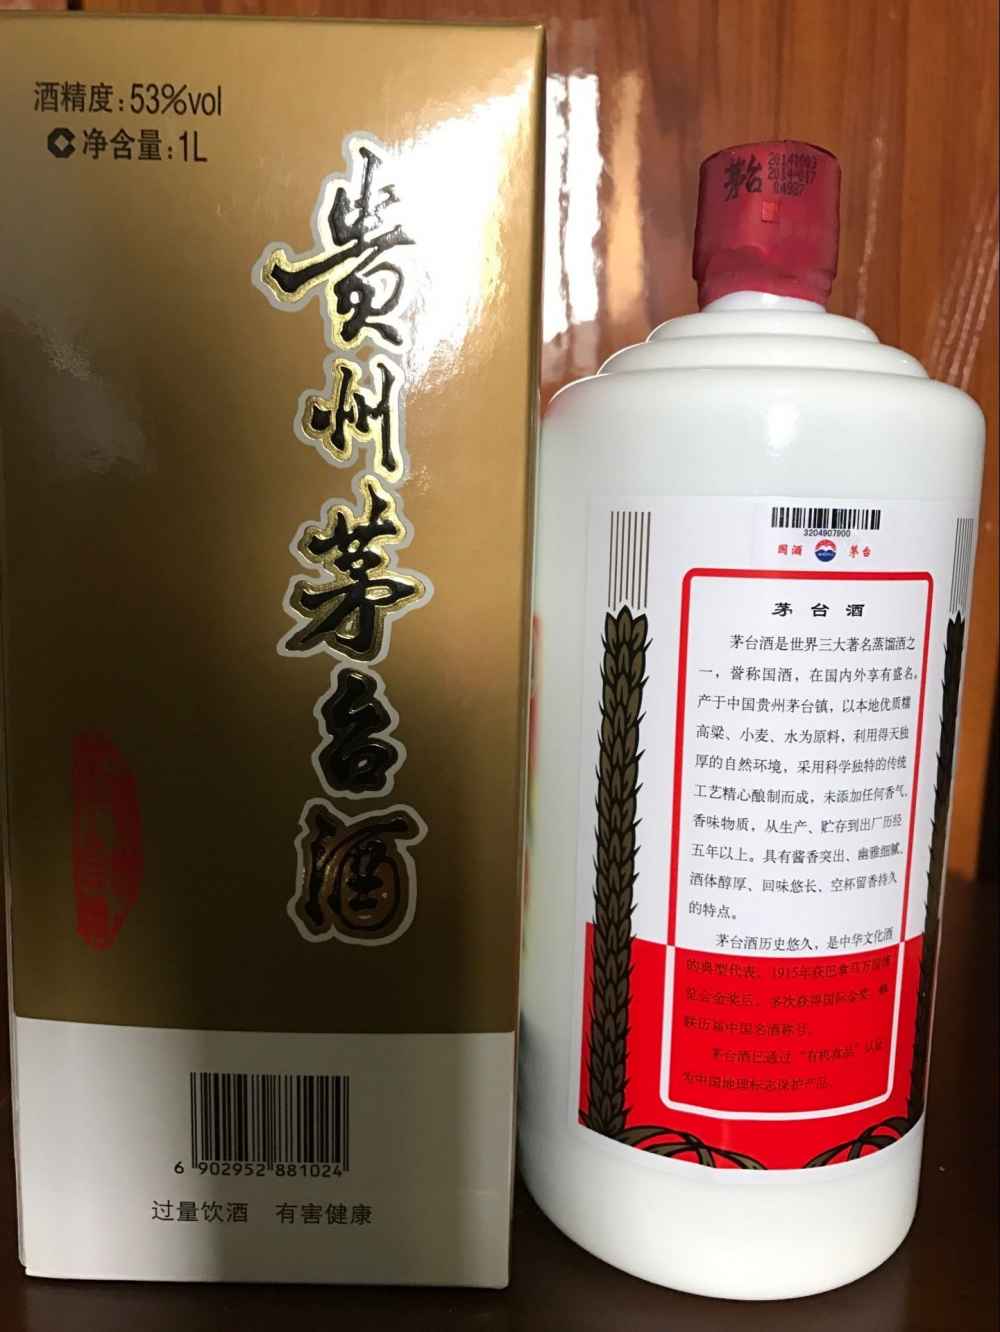 酒精度:53%vol
净含量:1L
贵州茅台酒
6 902952 881024
过量饮酒 有害健康
茅台
20141003
2014-017
3204907900
国酒 茅台
茅台酒
茅台酒是世界三大著名蒸馏酒之
一，誉称国酒，在国内外享有盛名。
产于中国贵州茅台镇，以本地优质糯
高粱、小麦、水为原料，利用得天独
厚的自然环境，采用科学独特的传统
工艺精心酿制而成，未添加任何香气、
香味物质，从生产、贮存到出厂历经
五年以上。具有酱香突出、幽雅细腻、
酒体醇厚、回味悠长、空杯留香持久
的特点。
茅台酒历史悠久，是中华文化酒
的典型代表，1915年获巴拿马万国博
览会金奖后，多次获得国际金奖，蝉
联历届中国名酒称号。
茅台酒已通过“有机食品”认证，
为中国地理标志保护产品。